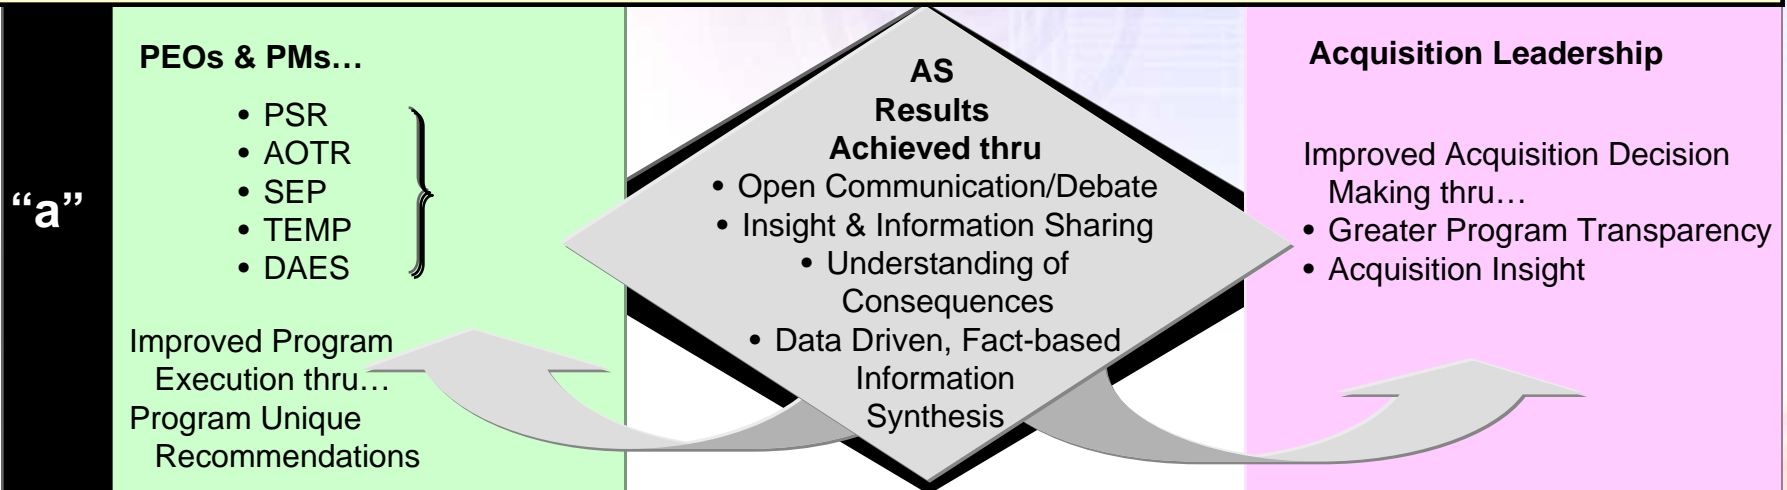 “a”
PEOs & PMs…
• PSR
• AOTR
• SEP
• TEMP
• DAES
Improved Program
Execution thru…
Program Unique
Recommendations
AS
Results
Achieved thru
• Open Communication/Debate
• Insight & Information Sharing
• Understanding of
Consequences
• Data Driven, Fact-based
Information
Synthesis
Acquisition Leadership
Improved Acquisition Decision
Making thru…
• Greater Program Transparency
• Acquisition Insight